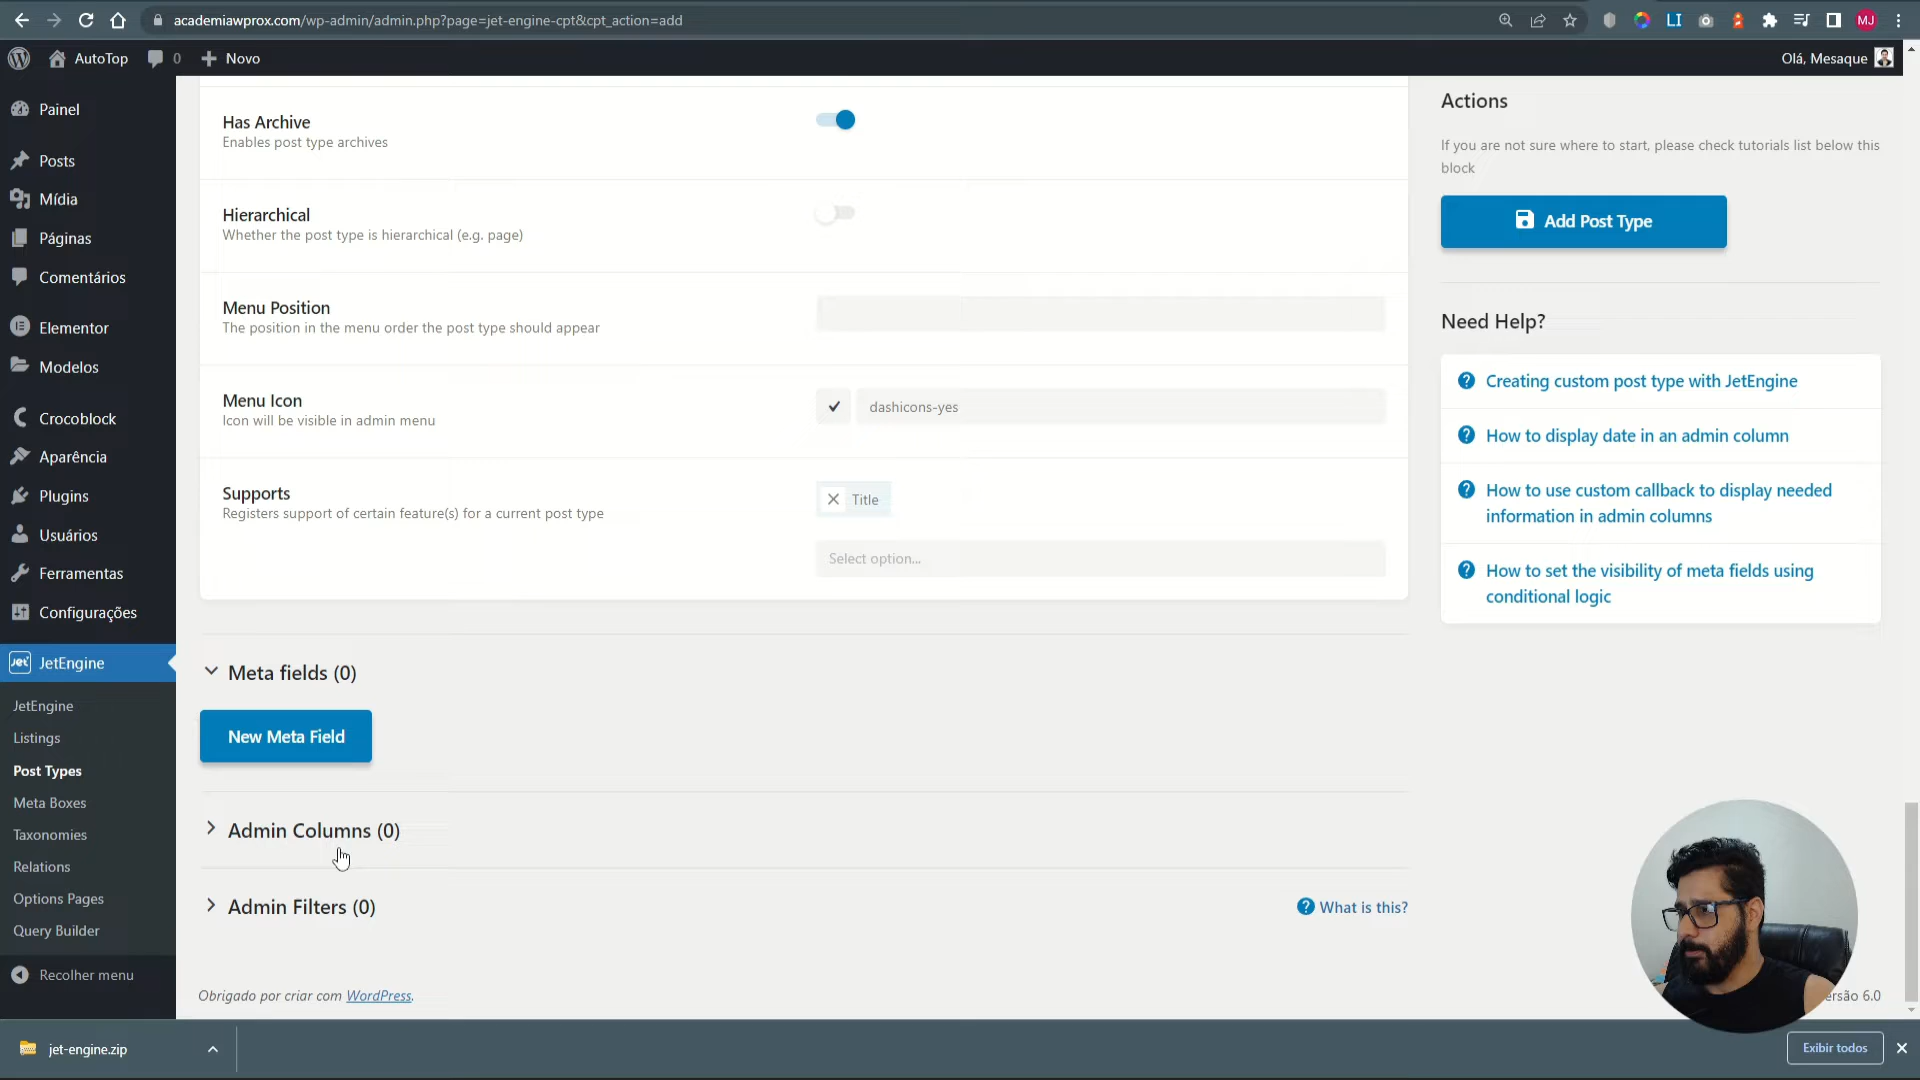 academiawprox.com/wp-admin/admin.php?page=jet-engine-cpt&cpt_action=add
LI
MJ
AutoTop
0
Novo
Olá, Mesaque
Painel
Posts
Mídia
Páginas
Comentários
Elementor
Modelos
Crocoblock
Aparência
Plugins
Usuários
Ferramentas
Configurações
Jet
JetEngine
JetEngine
Listings
Post Types
Meta Boxes
Taxonomies
Relations
Options Pages
Query Builder
Recolher menu
Has Archive
Enables post type archives
Hierarchical
Whether the post type is hierarchical (e.g. page)
Menu Position
The position in the menu order the post type should appear
Menu Icon
Icon will be visible in admin menu
dashicons-yes
Supports
Registers support of certain feature(s) for a current post type
Title
Select option...
Meta fields (0)
New Meta Field
Admin Columns (0)
Admin Filters (0)
What is this?
Obrigado por criar com WordPress.
Actions
If you are not sure where to start, please check tutorials list below this
block
Add Post Type
Need Help?
Creating custom post type with JetEngine
How to display date in an admin column
How to use custom callback to display needed
information in admin columns
How to set the visibility of meta fields using
conditional logic
ersão 6.0
jet-engine.zip
Exibir todos